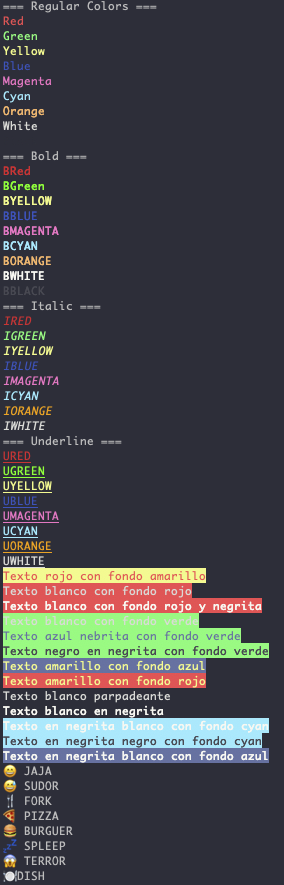 === Regular Colors ===
Red
Green
Yellow
Blue
Magenta
Cyan
Orange
White
=== Bold ===
BRed
BGreen
BYELLOW
BBLUE
BMAGENTA
BCYAN
BORANGE
BWHITE
BBLACK
=== Italic ===
IRED
IGREEN
IYELLOW
IBLUE
IMAGENTA
ICYAN
IORANGE
IWHITE
=== Underline ===
URED
UGREEN
UYELLOW
UBLUE
UMAGENTA
UCYAN
UORANGE
UWHITE
Texto rojo con fondo amarillo
Texto blanco con fondo rojo
Texto blanco con fondo rojo y negrita
Texto blanco con fondo verde
Texto azul nebrita con fondo verde
Texto negro en negrita con fondo verde
Texto amarillo con fondo azul
Texto amarillo con fondo rojo
Texto blanco parpadeante
Texto blanco en negrita
Texto en negrita blanco con fondo cyan
Texto en negrita negro con fondo cyan
Texto en negrita blanco con fondo azul
😀 JAJA
😅 SUDOR
🍴 FORK
🍕 PIZZA
🍔 BURGUER
💤 SPLEEP
😱 TERROR
🍽DISH